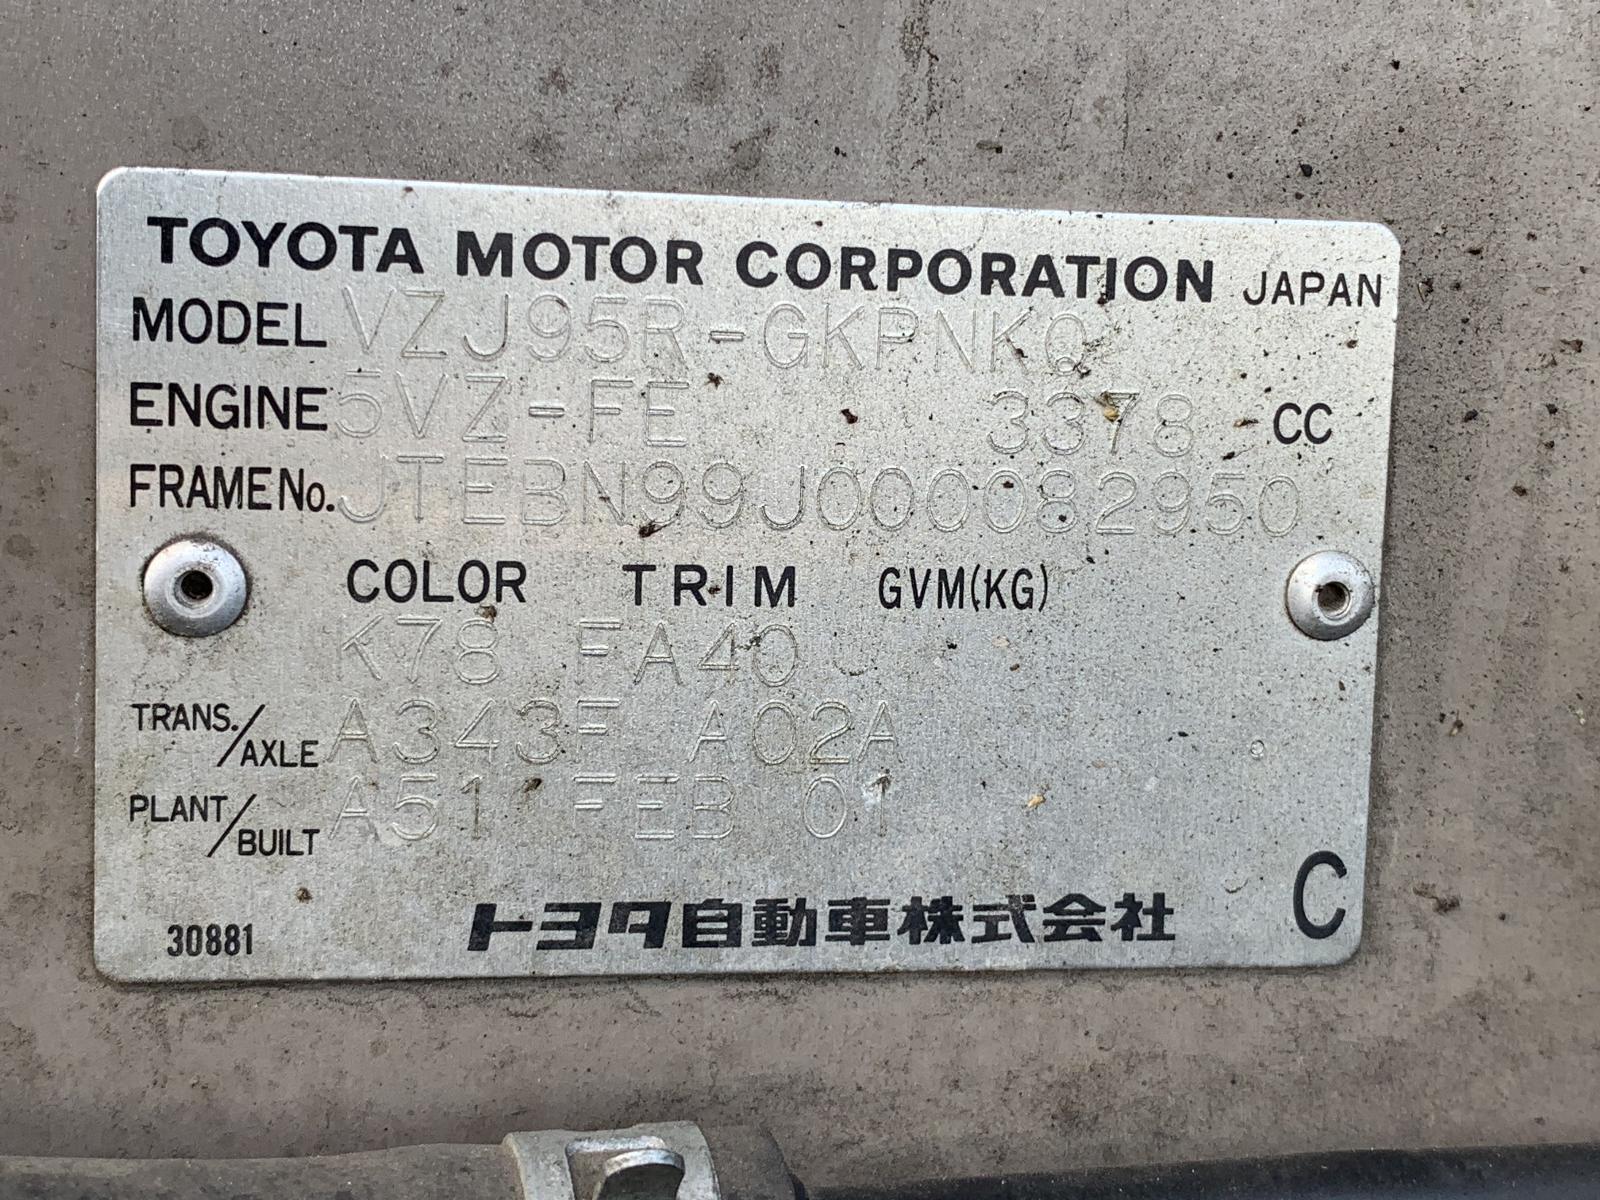 TOYOTA MOTOR CORPORATION JAPAN
MODEL VZJ95R-GKPNKQ
ENGINE 5VZ-FE 3378 CC
FRAME No. JTEBN99J000082950
COLOR TRIM GVM(KG)
K78 FA40
TRANS./AXLE A343F A02A
PLANT/BUILT A51 FEB 01
30881 トヨタ自動車株式会社 C